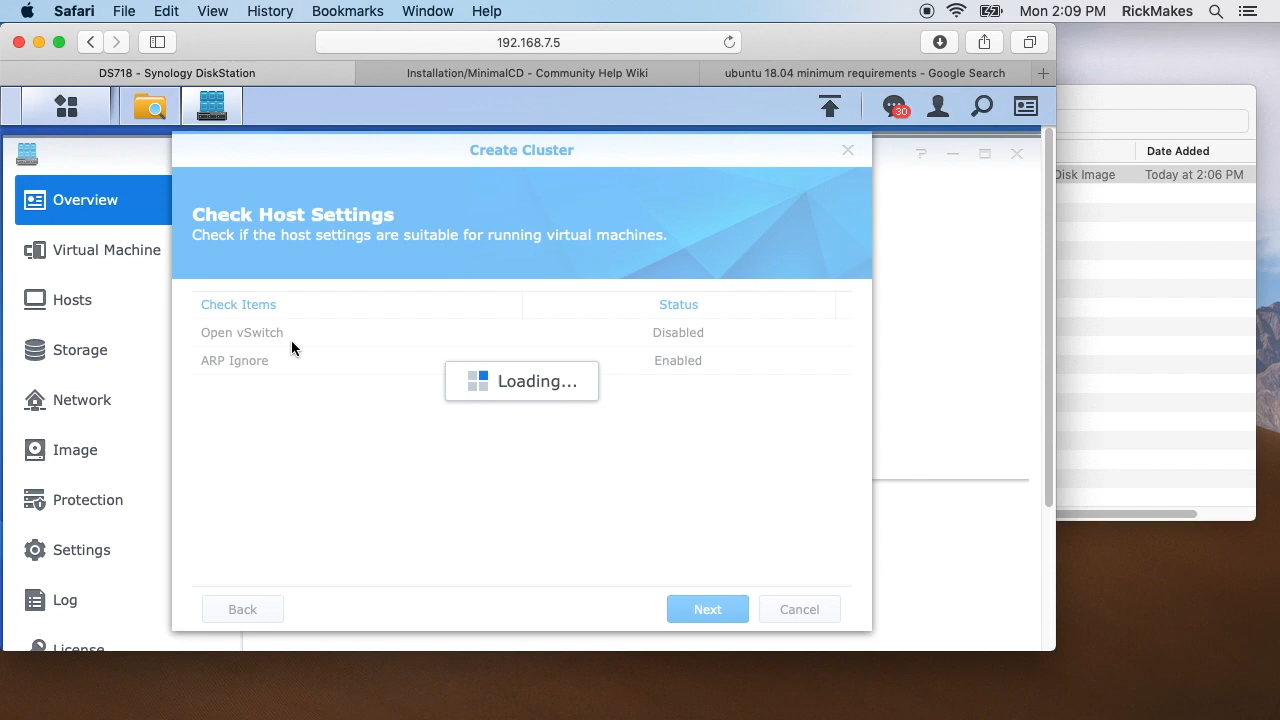 Safari File Edit View History Bookmarks Window Help Mon 2:09 PM RickMakes
192.168.7.5
DS718 - Synology DiskStation Installation/MinimalCD - Community Help Wiki ubuntu 18.04 minimum requirements - Google Search
30
Create Cluster
Check Host Settings
Check if the host settings are suitable for running virtual machines.
Check Items Status
Open vSwitch Disabled
ARP Ignore Enabled
Loading...
Back Next Cancel
Overview
Virtual Machine
Hosts
Storage
Network
Image
Protection
Settings
Log
License
Date Added
Disk Image Today at 2:06 PM